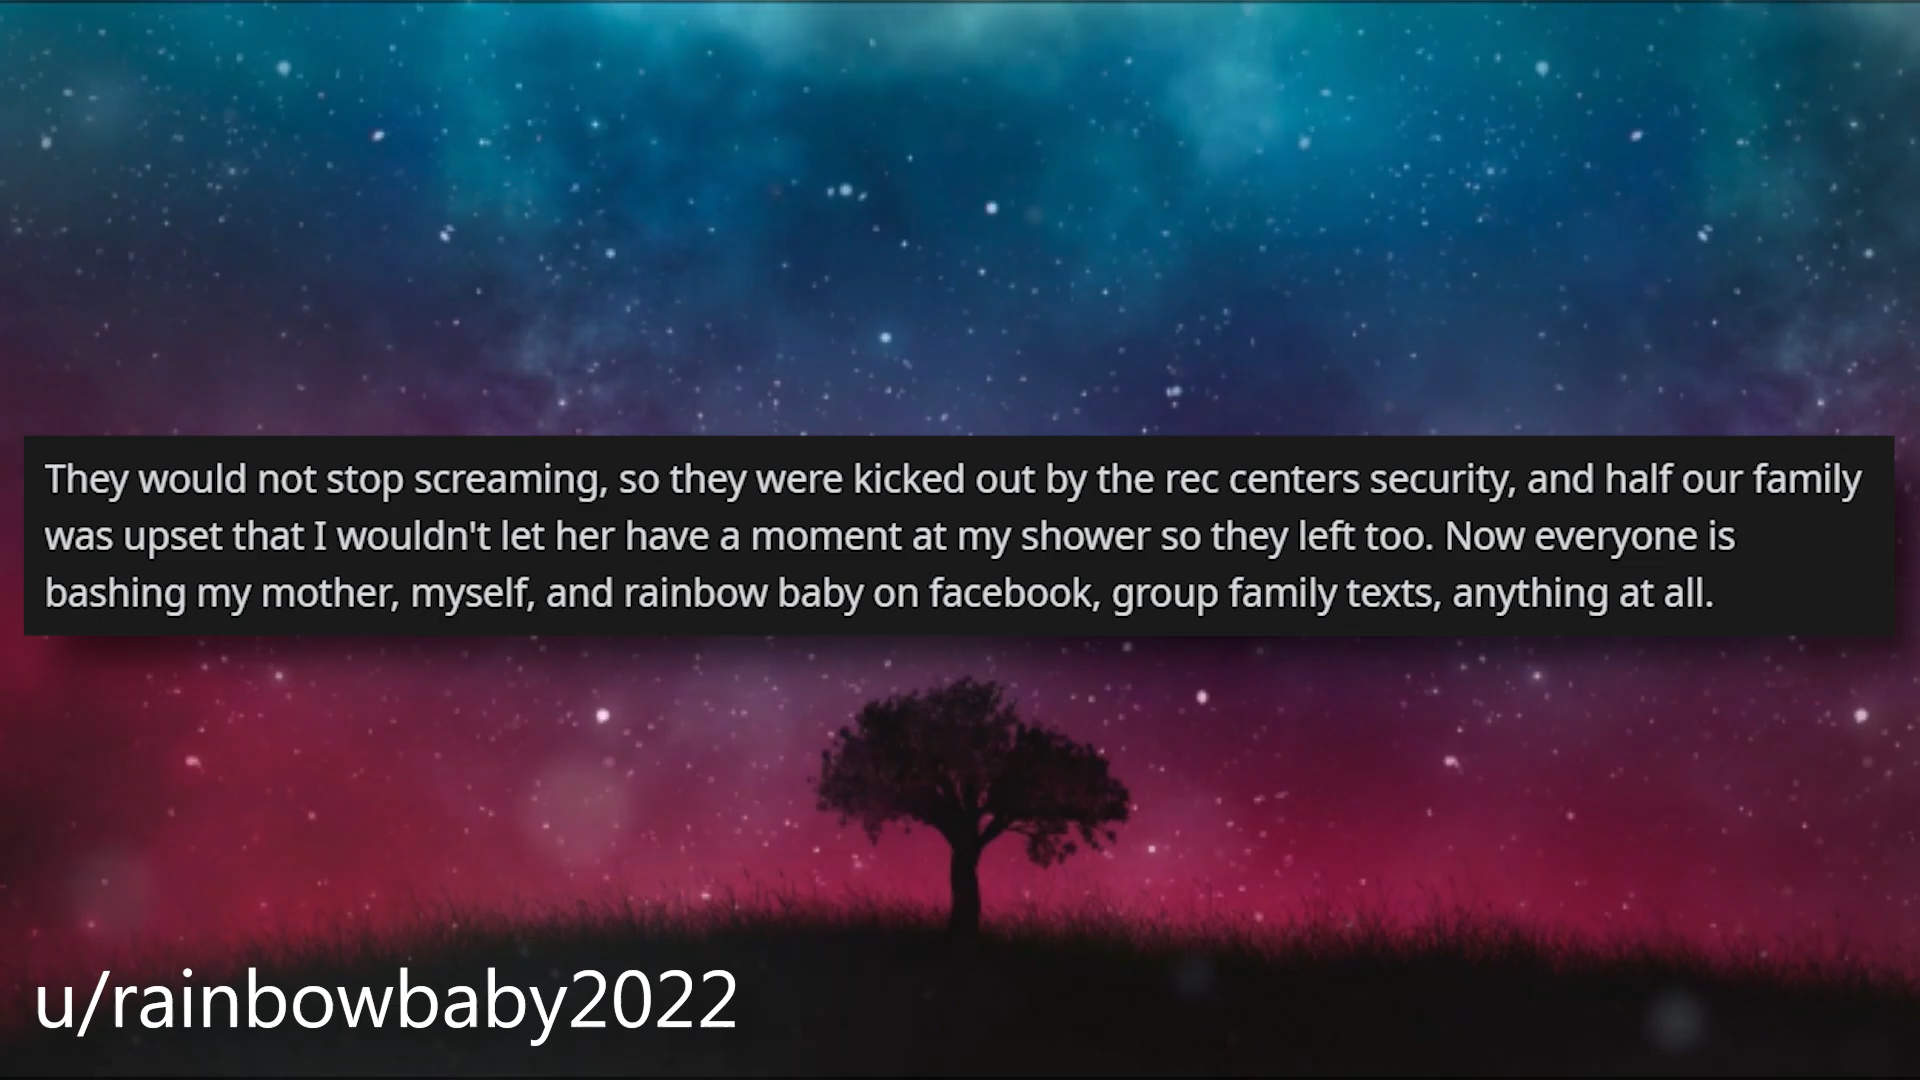 They would not stop screaming, so they were kicked out by the rec centers security, and half our family
was upset that I wouldn't let her have a moment at my shower so they left too. Now everyone is
bashing my mother, myself, and rainbow baby on facebook, group family texts, anything at all.
u/rainbowbaby2022